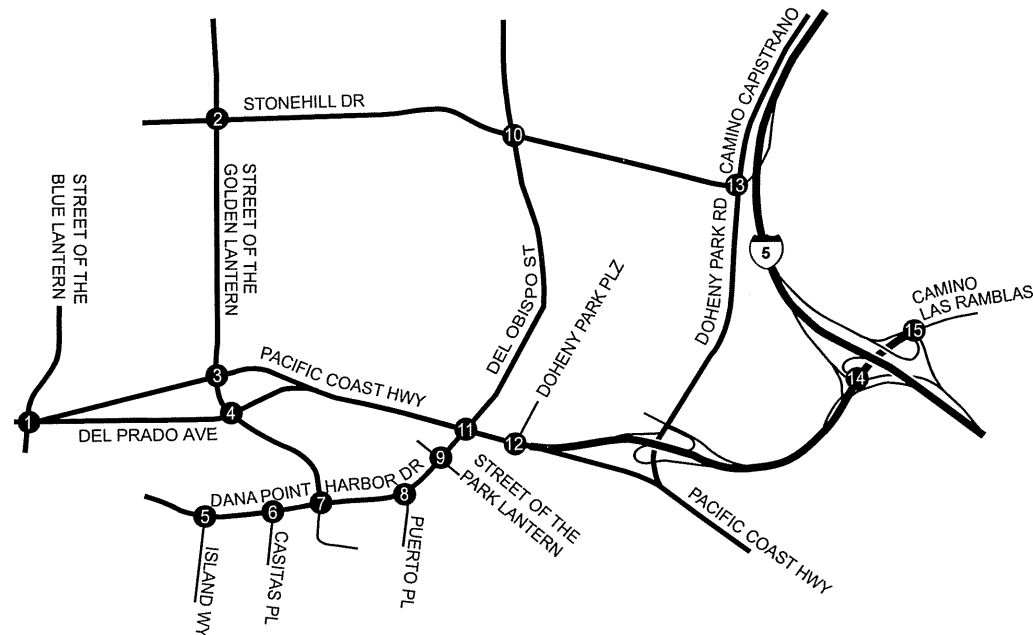 CAMINO CAPISTRANO
STONEHILL DR
2
10
13
STREET OF THE
BLUE LANTERN
STREET OF THE
GOLDEN LANTERN
DEL OBISPO ST
DOHENY PARK PLZ
DOHENY PARK RD
5
CAMINO
LAS RAMBLAS
15
14
3
PACIFIC COAST HWY
4
1
DEL PRADO AVE
11
12
9
STREET OF THE
PARK LANTERN
DANA POINT HARBOR DR
5
6
7
8
ISLAND WY
CASITAS PL
PUERTO PL
PACIFIC COAST HWY